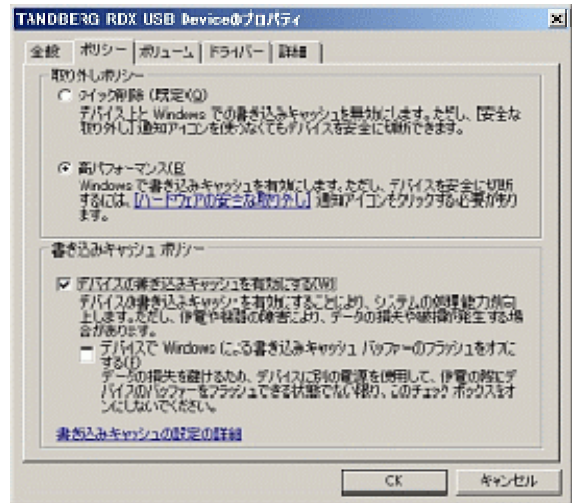 TANDBERG RDX USB Deviceのプロパティ
全般 ポリシー ボリューム ドライバー 詳細
取り外しポリシー
クイック削除 (既定)(Q)
デバイス上と Windows での書き込みキャッシュを無効にします。ただし、[安全な
取り外し] 通知アイコンを使わなくてもデバイスを安全に切断できます。
高パフォーマンス(E)
Windows で書き込みキャッシュを有効にします。ただし、デバイスを安全に切断
するには、[ハードウェアの安全な取り外し] 通知アイコンをクリックする必要があり
ます。
書き込みキャッシュ ポリシー
デバイスの書き込みキャッシュを有効にする(W)
デバイスの書き込みキャッシュを有効にすることにより、システムの処理能力が向
上します。ただし、停電や機器の障害により、データの損失や破損が発生する場
合があります。
デバイスで Windows による書き込みキャッシュ バッファーのフラッシュをオフに
する(F)
データの損失を避けるため、デバイスに別の電源を使用して、停電の際にデ
バイスのバッファーをフラッシュできる状態でない限り、このチェック ボックスをオ
ンにしないでください。
書き込みキャッシュの設定の詳細
OK キャンセル